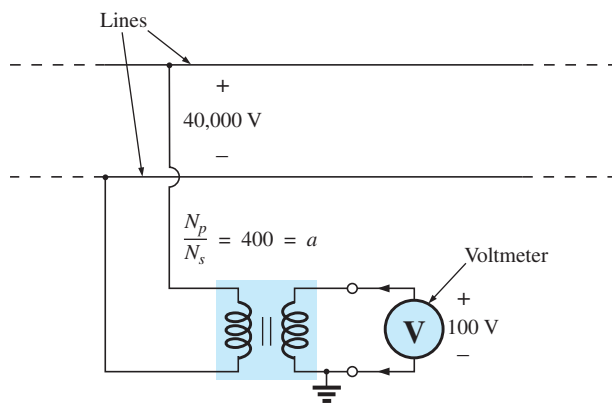 Lines
+
40,000 V
–
N_p/N_s = 400 = a
Voltmeter
+
V
100 V
–